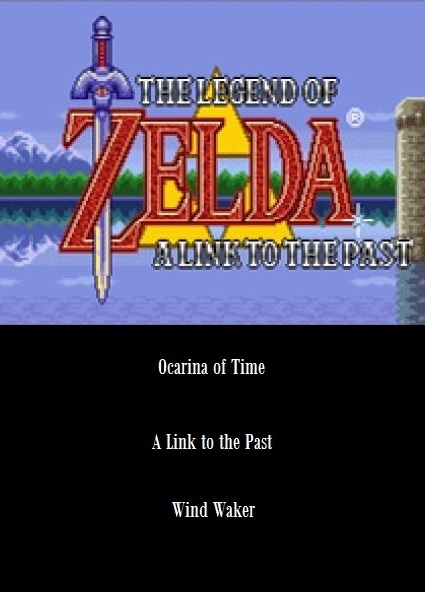 THE LEGEND OF
ZELDA®
A LINK TO THE PAST
Ocarina of Time
A Link to the Past
Wind Waker